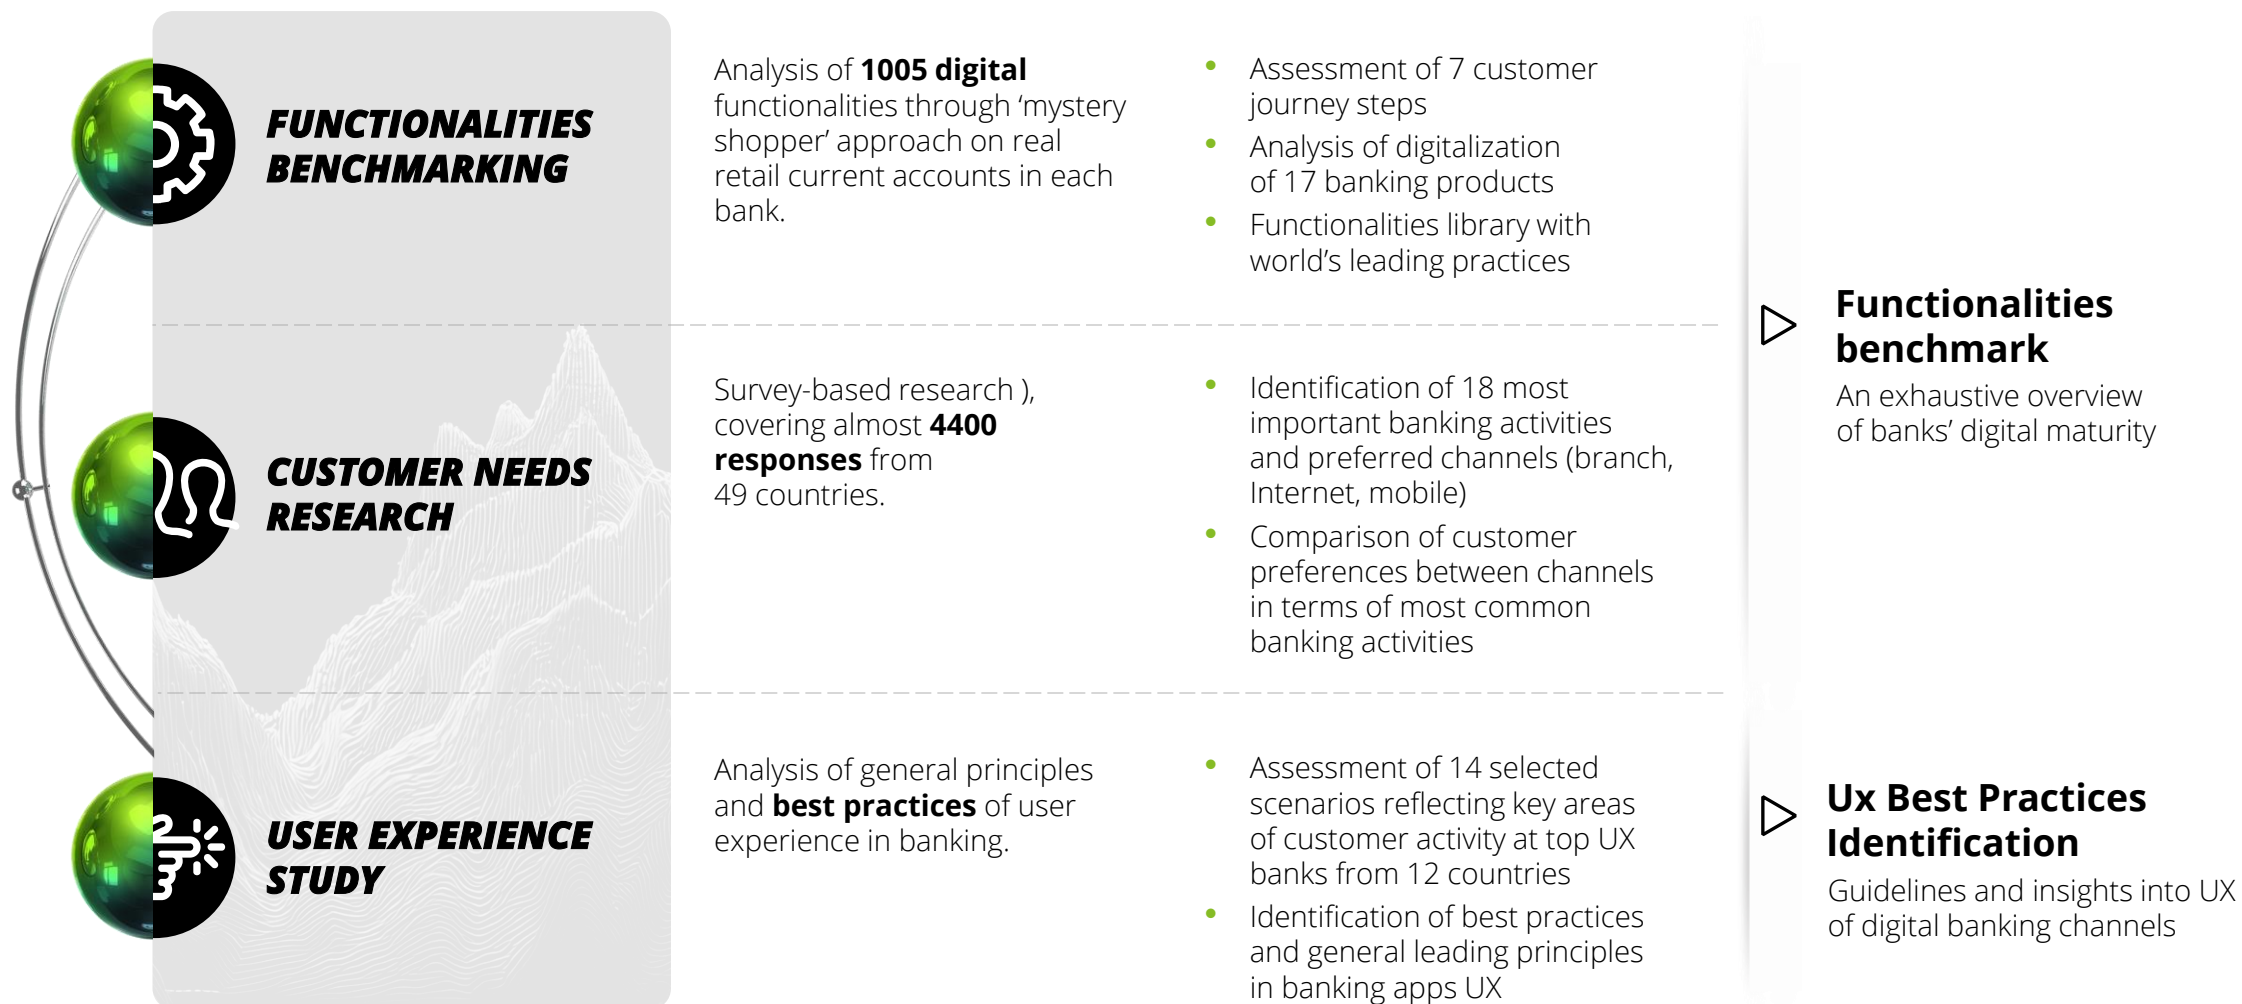 FUNCTIONALITIES
BENCHMARKING
Analysis of 1005 digital
functionalities through ‘mystery
shopper’ approach on real
retail current accounts in each
bank.
• Assessment of 7 customer
journey steps
• Analysis of digitalization
of 17 banking products
• Functionalities library with
world’s leading practices
CUSTOMER NEEDS
RESEARCH
Survey-based research ),
covering almost 4400
responses from
49 countries.
• Identification of 18 most
important banking activities
and preferred channels (branch,
Internet, mobile)
• Comparison of customer
preferences between channels
in terms of most common
banking activities
Functionalities
benchmark
An exhaustive overview
of banks’ digital maturity
USER EXPERIENCE
STUDY
Analysis of general principles
and best practices of user
experience in banking.
• Assessment of 14 selected
scenarios reflecting key areas
of customer activity at top UX
banks from 12 countries
• Identification of best practices
and general leading principles
in banking apps UX
Ux Best Practices
Identification
Guidelines and insights into UX
of digital banking channels